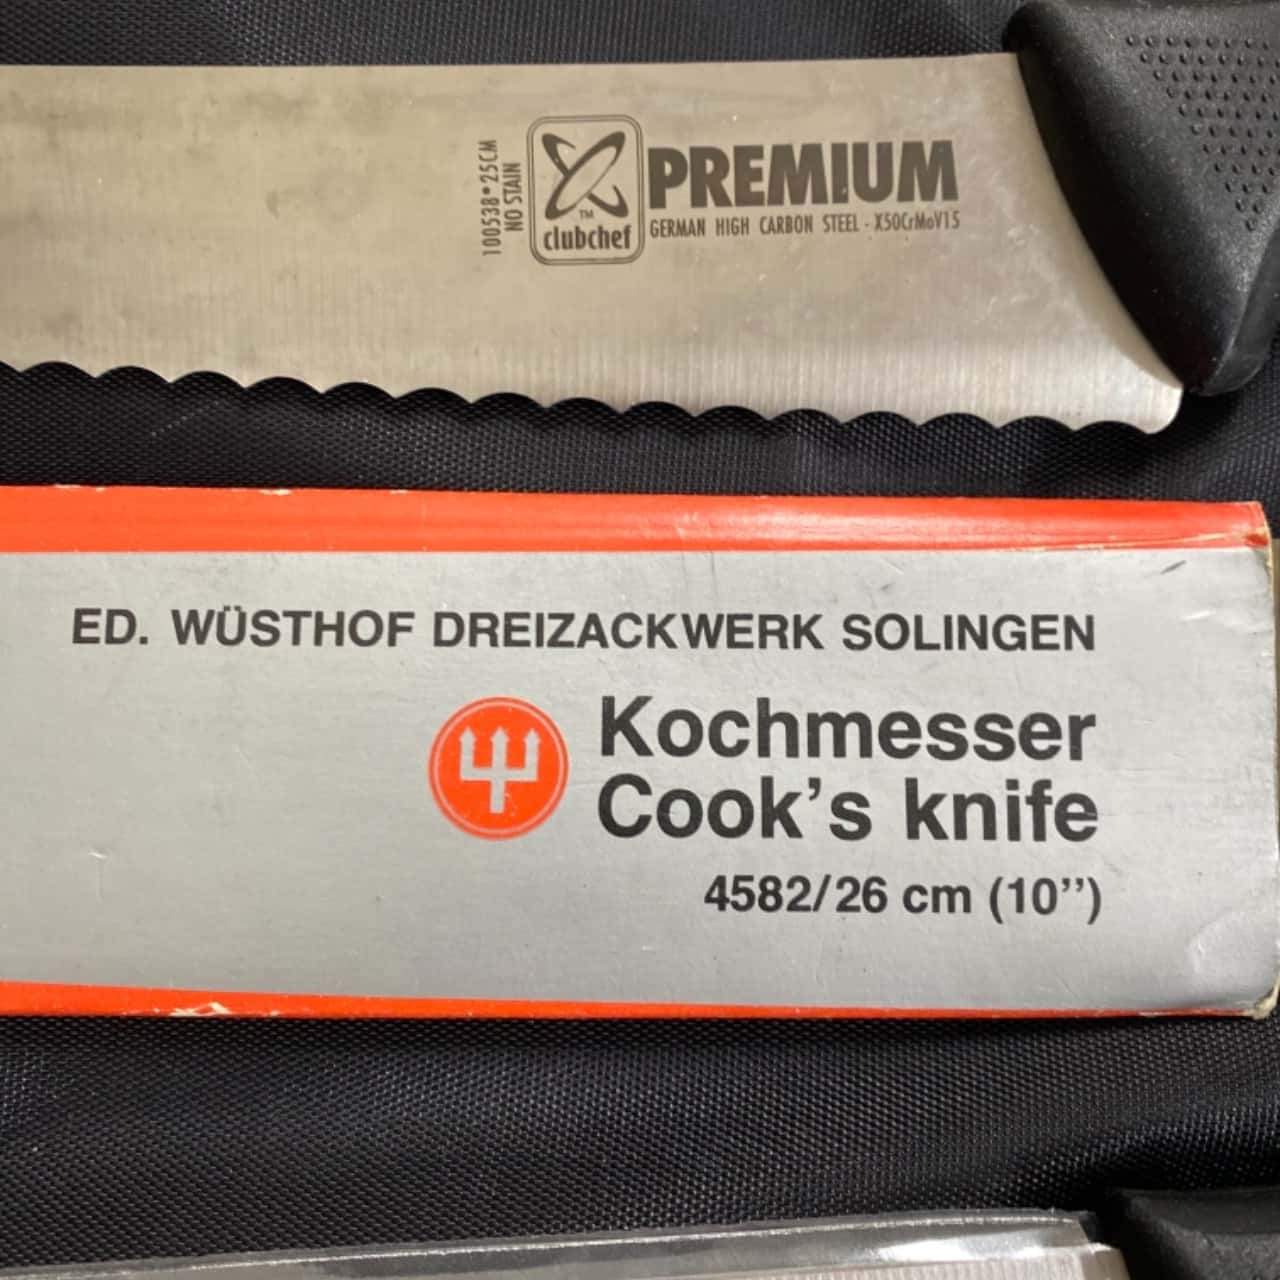 100538•25CM
NO STAIN
TM
clubchef
PREMIUM
GERMAN HIGH CARBON STEEL - X50CrMoV15
ED. WÜSTHOF DREIZACKWERK SOLINGEN
Kochmesser
Cook’s knife
4582/26 cm (10’’)